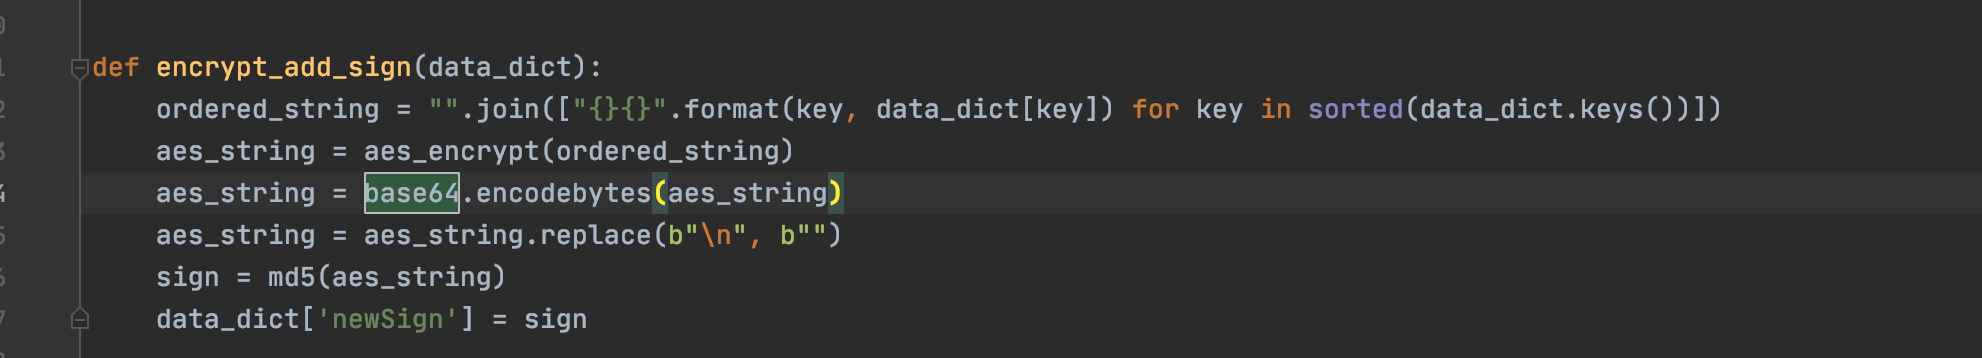 def encrypt_add_sign(data_dict):
    ordered_string = "".join(["{}{}".format(key, data_dict[key]) for key in sorted(data_dict.keys())])
    aes_string = aes_encrypt(ordered_string)
    aes_string = base64.encodebytes(aes_string)
    aes_string = aes_string.replace(b"\n", b"")
    sign = md5(aes_string)
    data_dict['newSign'] = sign